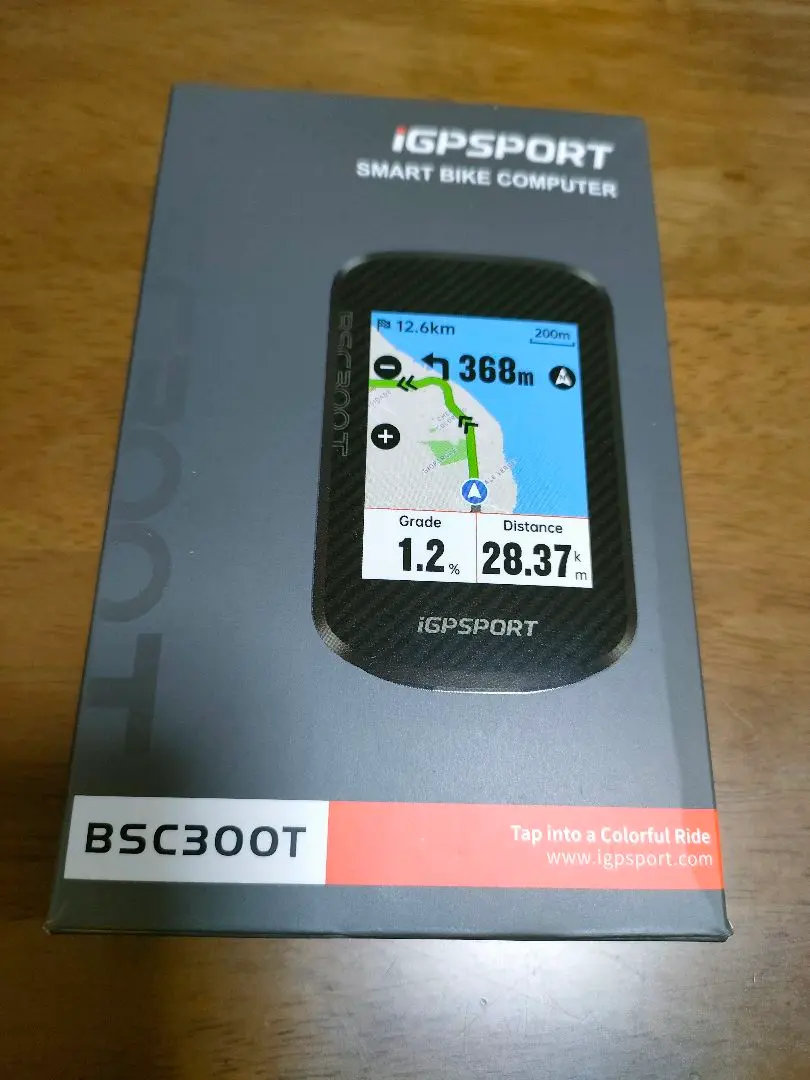 iGPSPORT
SMART BIKE COMPUTER
BSC300T
12.6km
200m
368m
N
Grade
1.2%
Distance
28.37km
iGPSPORT
BSC300T
Tap into a Colorful Ride
www.igpsport.com